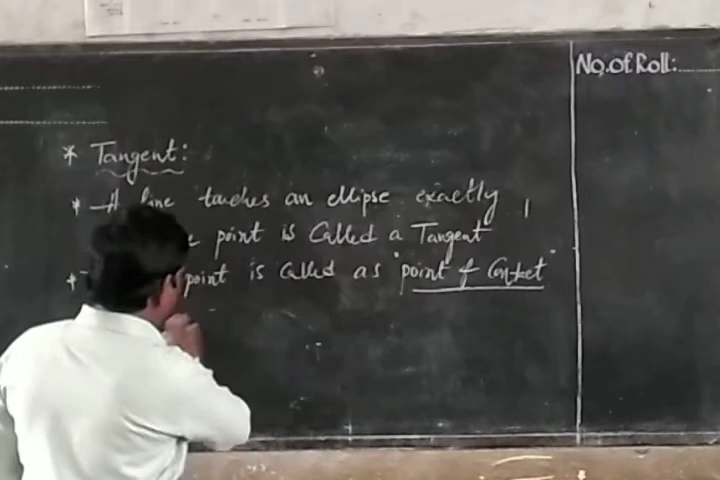 No. of Roll:
* Tangent:
* A line touches an ellipse exactly
point is Called a Tangent
* point is called as "point of Contact"